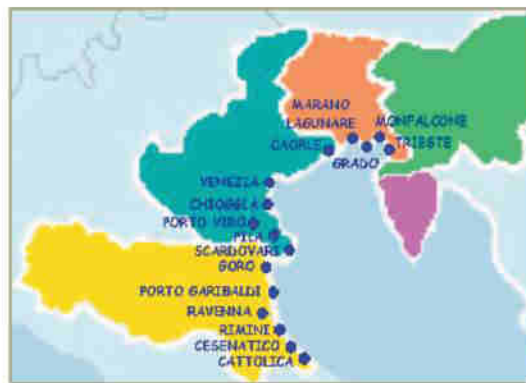 MARANO
LAGUNARE
MONFALCONE
CAORLE
TRIESTE
GRADO
VENEZIA
CHIOGGIA
PORTO VIRO
PILA
SCARDOVARI
GORO
PORTO GARIBALDI
RAVENNA
RIMINI
CESENATICO
CATTOLICA